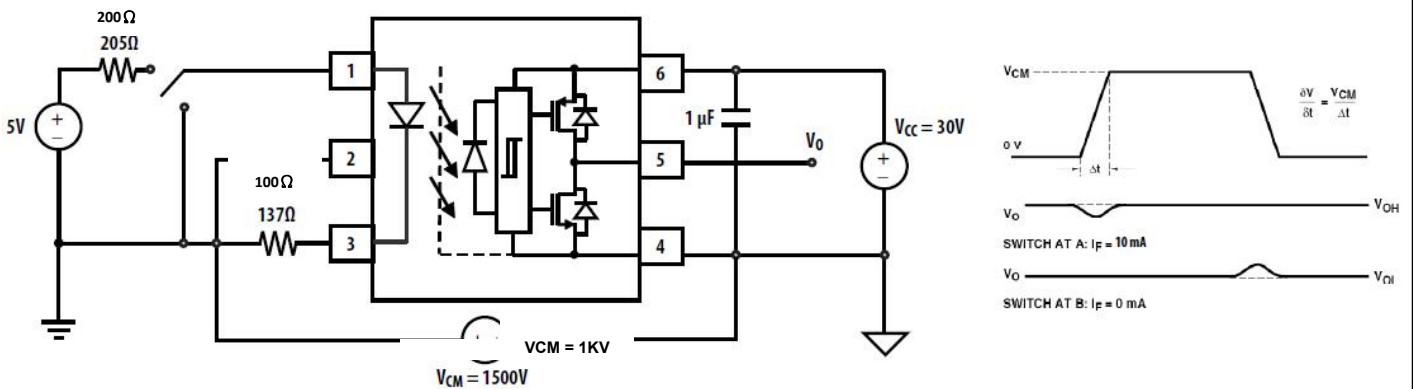 200Ω
205Ω
5V
+
−
100Ω
137Ω
1
2
3
6
5
4
1 µF
VO
VCC = 30V
+
−
VCM = 1KV
VCM = 1500V
VCM
0 V
Δt
δV/δt = VCM/Δt
VO
VOH
SWITCH AT A: IF = 10 mA
VO
SWITCH AT B: IF = 0 mA